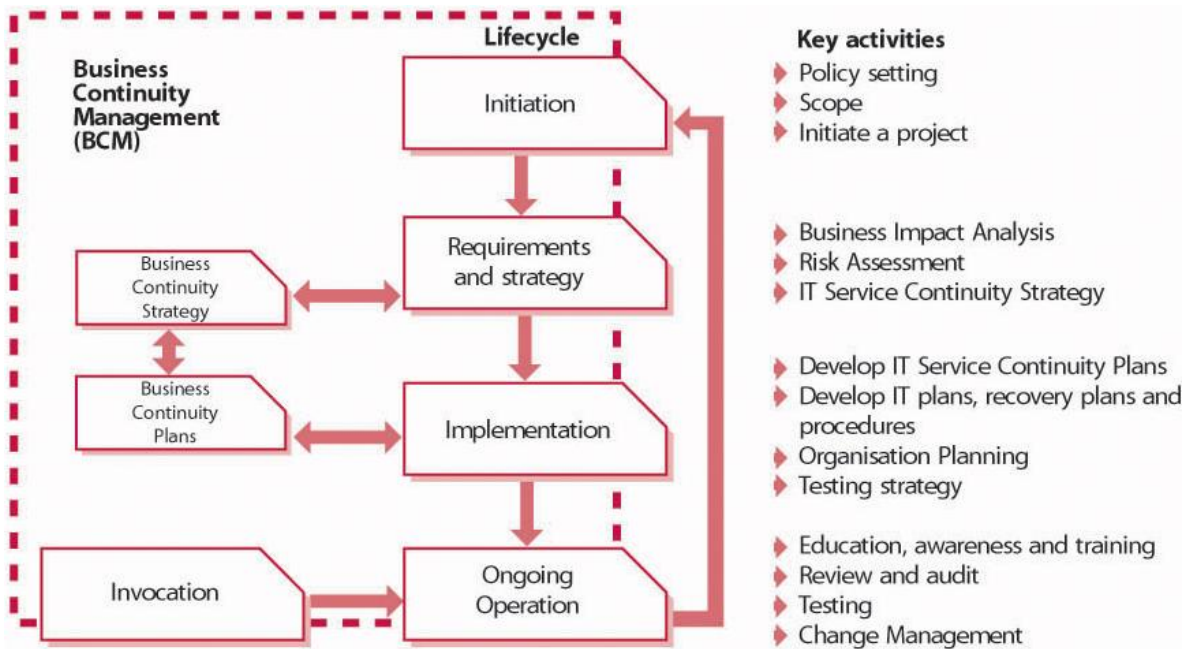 Lifecycle
Key activities
Business
Continuity
Management
(BCM)
Initiation
Policy setting
Scope
Initiate a project
Requirements
and strategy
Business
Continuity
Strategy
Business Impact Analysis
Risk Assessment
IT Service Continuity Strategy
Business
Continuity
Plans
Implementation
Develop IT Service Continuity Plans
Develop IT plans, recovery plans and
procedures
Organisation Planning
Testing strategy
Invocation
Ongoing
Operation
Education, awareness and training
Review and audit
Testing
Change Management